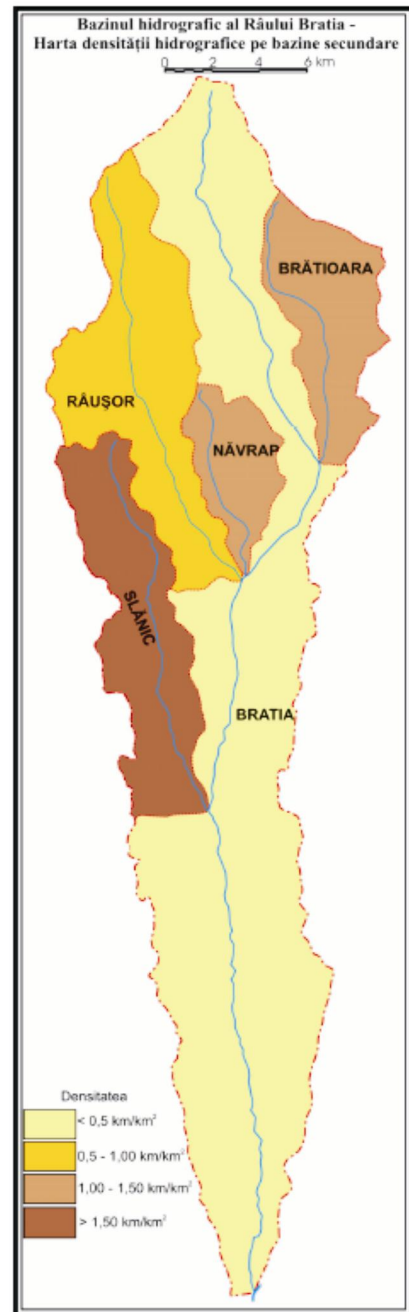 Bazinul hidrografic al Râului Bratia -
Harta densității hidrografice pe bazine secundare
0 2 4 6 km
BRĂTIOARA
RÂUŞOR
NĂVRAP
SLĂNIC
BRATIA
Densitatea
< 0,5 km/km²
0,5 - 1,00 km/km²
1,00 - 1,50 km/km²
> 1,50 km/km²